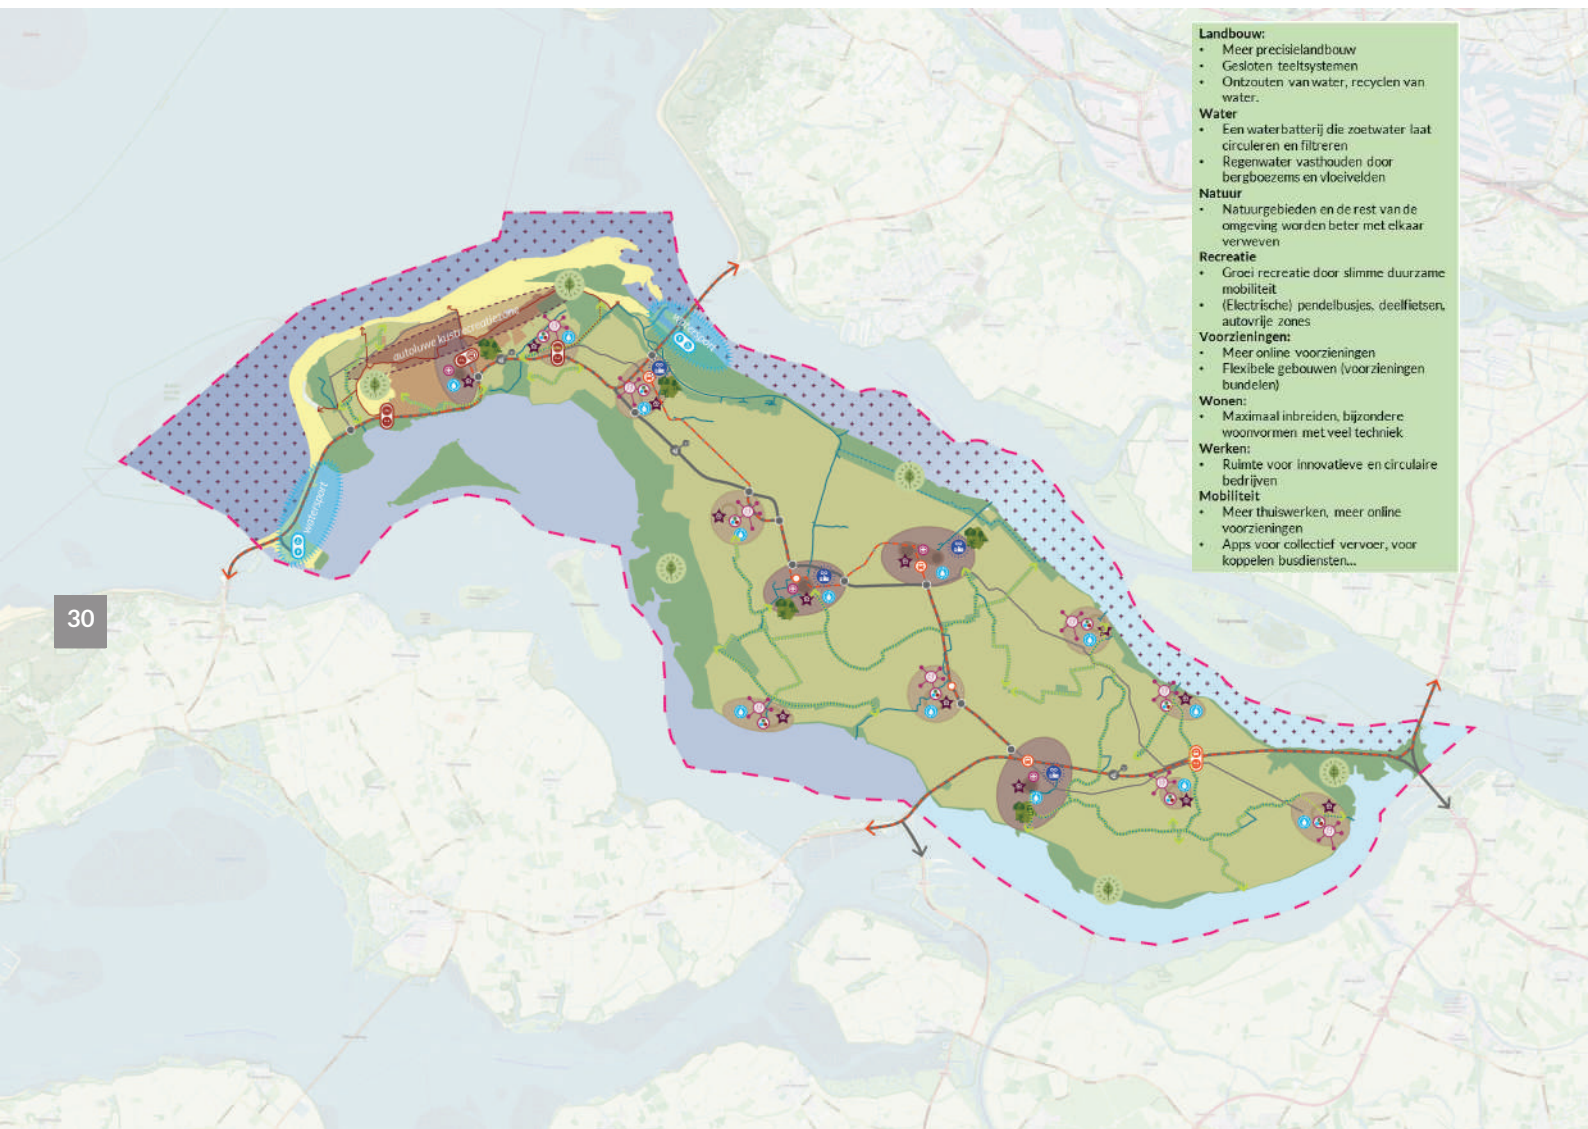 Landbouw:
• Meer precisielandbouw
• Gesloten teeltsystemen
• Ontzouten van water, recyclen van
water.
Water
• Een waterbatterij die zoetwater laat
circuleren en filtreren
• Regenwater vasthouden door
bergboezems en vloeivelden
Natuur
• Natuurgebieden en de rest van de
omgeving worden beter met elkaar
verweven
Recreatie
• Groei recreatie door slimme duurzame
mobiliteit
• (Electrische) pendelbusjes, deelfietsen,
autovrije zones
Voorzieningen:
• Meer online voorzieningen
• Flexibele gebouwen (voorzieningen
bundelen)
Wonen:
• Maximaal inbreiden, bijzondere
woonvormen met veel techniek
Werken:
• Ruimte voor innovatieve en circulaire
bedrijven
Mobiliteit
• Meer thuiswerken, meer online
voorzieningen
• Apps voor collectief vervoer, voor
koppelen busdiensten...
autoluwe kustrecreatiezone
watersport
watersport
30